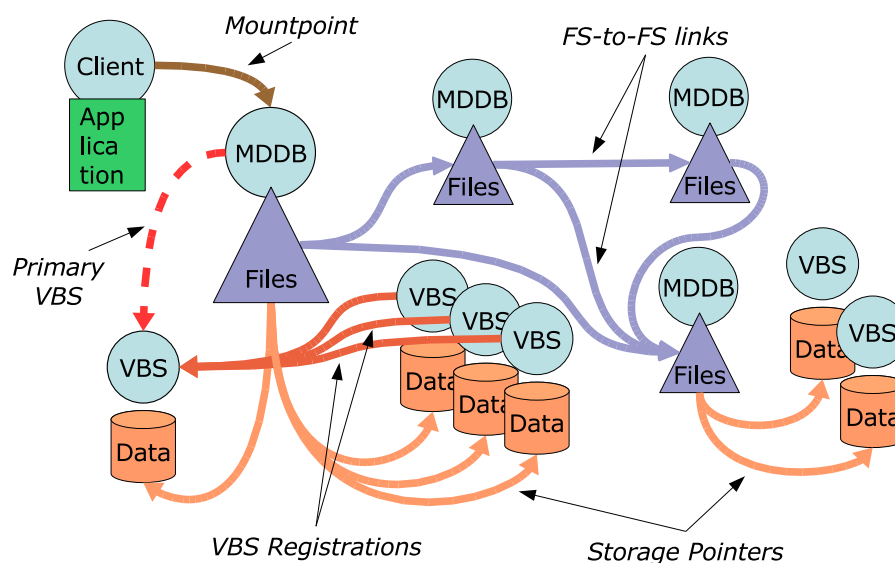 Mountpoint
FS-to-FS links
Client
App
lica
tion
MDDB
MDDB
MDDB
Files
Files
Primary
VBS
Files
VBS
VBS
VBS
MDDB
VBS
VBS
VBS
Data
Data
Data
Files
Data
Data
Data
VBS Registrations
Storage Pointers